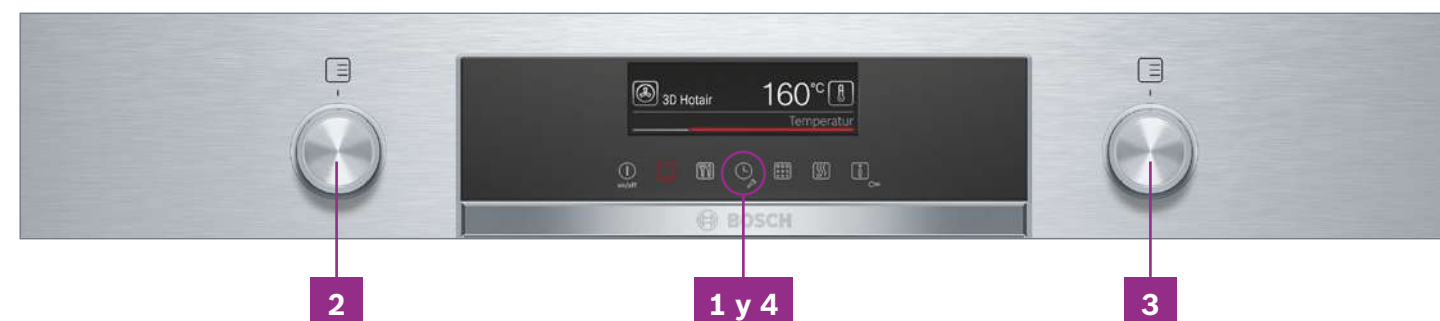 3D Hotair 160°C
Temperatur
on/off
BOSCH
2
1 y 4
3